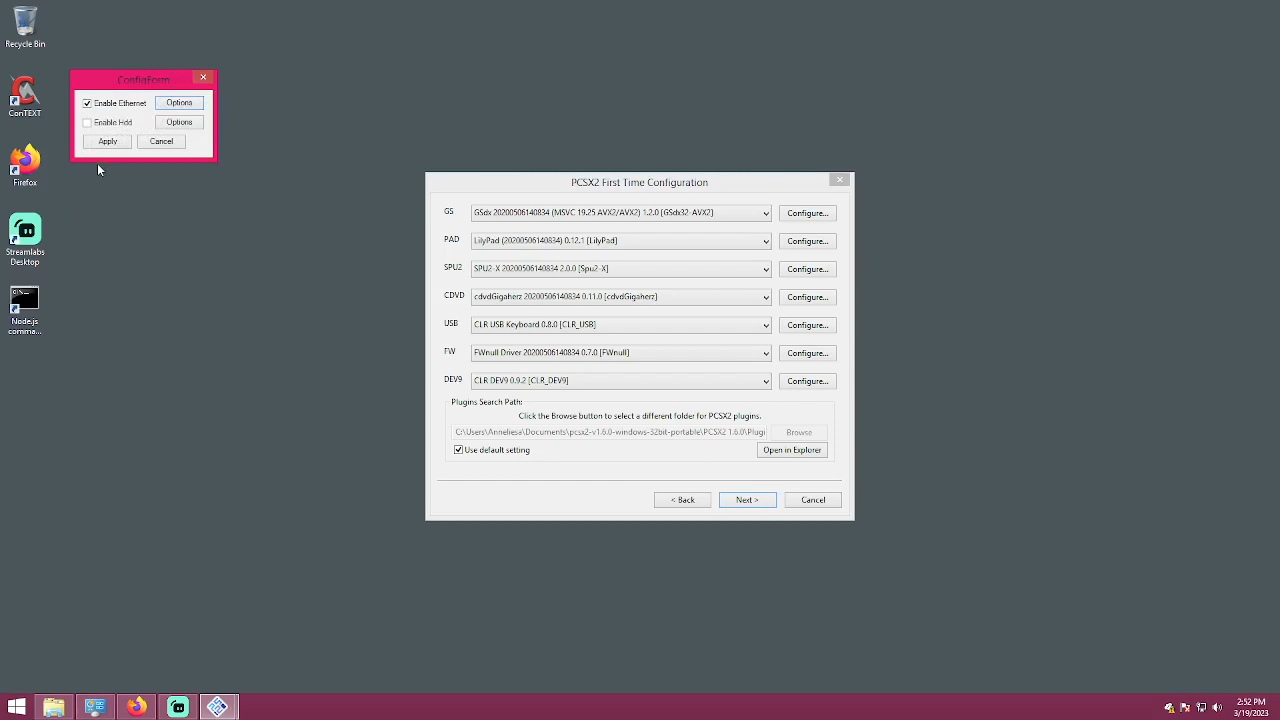 Recycle Bin
ConTEXT
Firefox
Streamlabs
Desktop
Node.js
comma...
ConfigForm
Enable Ethernet
Options
Enable Hdd
Options
Apply
Cancel
PCSX2 First Time Configuration
GS
GSdx 20200506140834 (MSVC 19.25 AVX2/AVX2) 1.2.0 [GSdx32-AVX2]
Configure...
PAD
LilyPad (20200506140834) 0.12.1 [LilyPad]
Configure...
SPU2
SPU2-X 20200506140834 2.0.0 [Spu2-X]
Configure...
CDVD
cdvdGigaherz 20200506140834 0.11.0 [cdvdGigaherz]
Configure...
USB
CLR USB Keyboard 0.8.0 [CLR_USB]
Configure...
FW
FWnull Driver 20200506140834 0.7.0 [FWnull]
Configure...
DEV9
CLR DEV9 0.9.2 [CLR_DEV9]
Configure...
Plugins Search Path:
Click the Browse button to select a different folder for PCSX2 plugins.
C:\Users\Anneliesa\Documents\pcsx2-v1.6.0-windows-32bit-portable\PCSX2 1.6.0\Plugi
Browse
Use default setting
Open in Explorer
< Back
Next >
Cancel
2:52 PM
3/19/2023